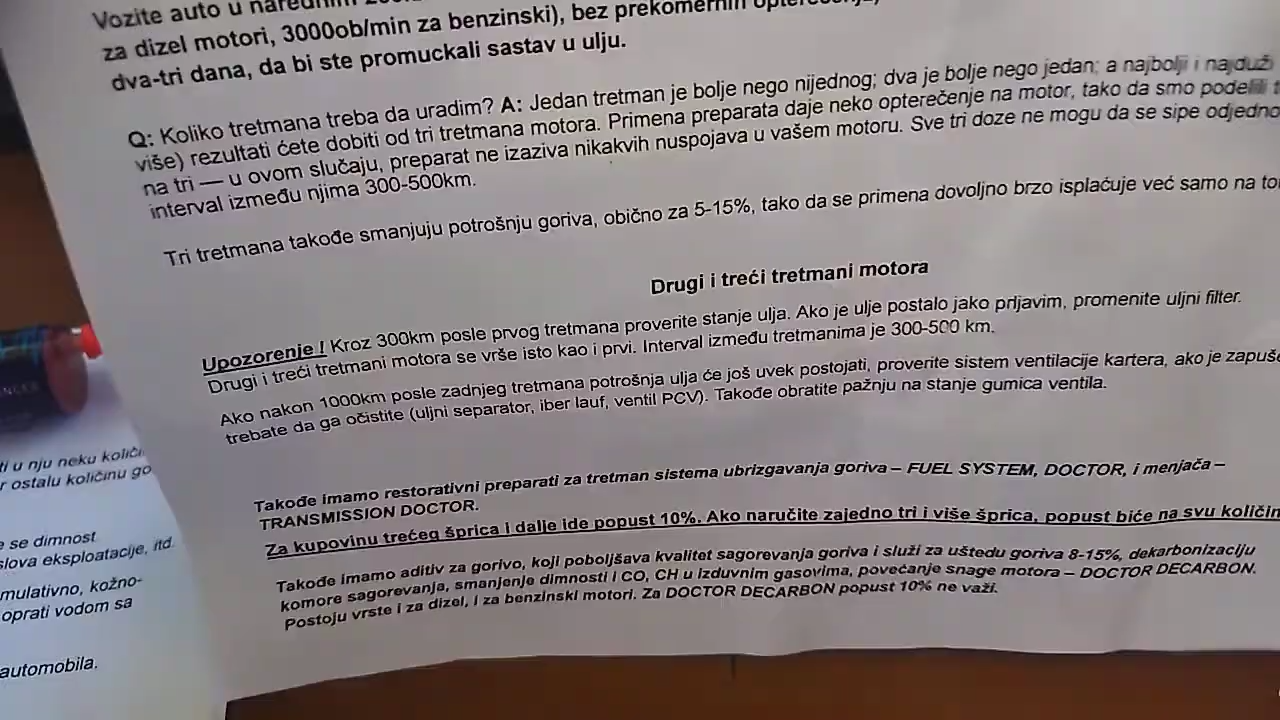 Vozite auto u narednim
za dizel motori, 3000ob/min za benzinski), bez prekomernih
dva-tri dana, da bi ste promuckali sastav u ulju.
Q: Koliko tretmana treba da uradim? A: Jedan tretman je bolje nego nijednog; dva je bolje nego jedan; a najbolji i najduži
više) rezultati ćete dobiti od tri tretmana motora. Primena preparata daje neko opterečenje na motor, tako da smo podelili
na tri — u ovom slučaju, preparat ne izaziva nikakvih nuspojava u vašem motoru. Sve tri doze ne mogu da se sipe odjedno
interval između njima 300-500km.
Tri tretmana takođe smanjuju potrošnju goriva, obično za 5-15%, tako da se primena dovoljno brzo isplaćuje već samo na
Drugi i treći tretmani motora
Upozorenje ! Kroz 300km posle prvog tretmana proverite stanje ulja. Ako je ulje postalo jako prljavim, promenite uljni filter.
Drugi i treći tretmani motora se vrše isto kao i prvi. Interval između tretmanima je 300-500 km.
Ako nakon 1000km posle zadnjeg tretmana potrošnja ulja će još uvek postojati, proverite sistem ventilacije kartera, ako je zapuše
trebate da ga očistite (uljni separator, iber lauf, ventil PCV). Takođe obratite pažnju na stanje gumica ventila.
Takođe imamo restorativni preparati za tretman sistema ubrizgavanja goriva – FUEL SYSTEM, DOCTOR, i menjača –
TRANSMISSION DOCTOR.
Za kupovinu trećeg šprica i dalje ide popust 10%. Ako naručite zajedno tri i više šprica, popust biće na svu količin
Takođe imamo aditiv za gorivo, koji poboljšava kvalitet sagorevanja goriva i služi za uštedu goriva 8-15%, dekarbonizaciju
komore sagorevanja, smanjenje dimnosti i CO, CH u izduvnim gasovima, povećanje snage motora – DOCTOR DECARBON.
Postoju vrste i za dizel, i za benzinski motori. Za DOCTOR DECARBON popust 10% ne važi.
ti u nju neku količi
r ostalu količinu go
e se dimnost
slova eksploatacije, itd.
mulativno, kožno-
oprati vodom sa
automobila.